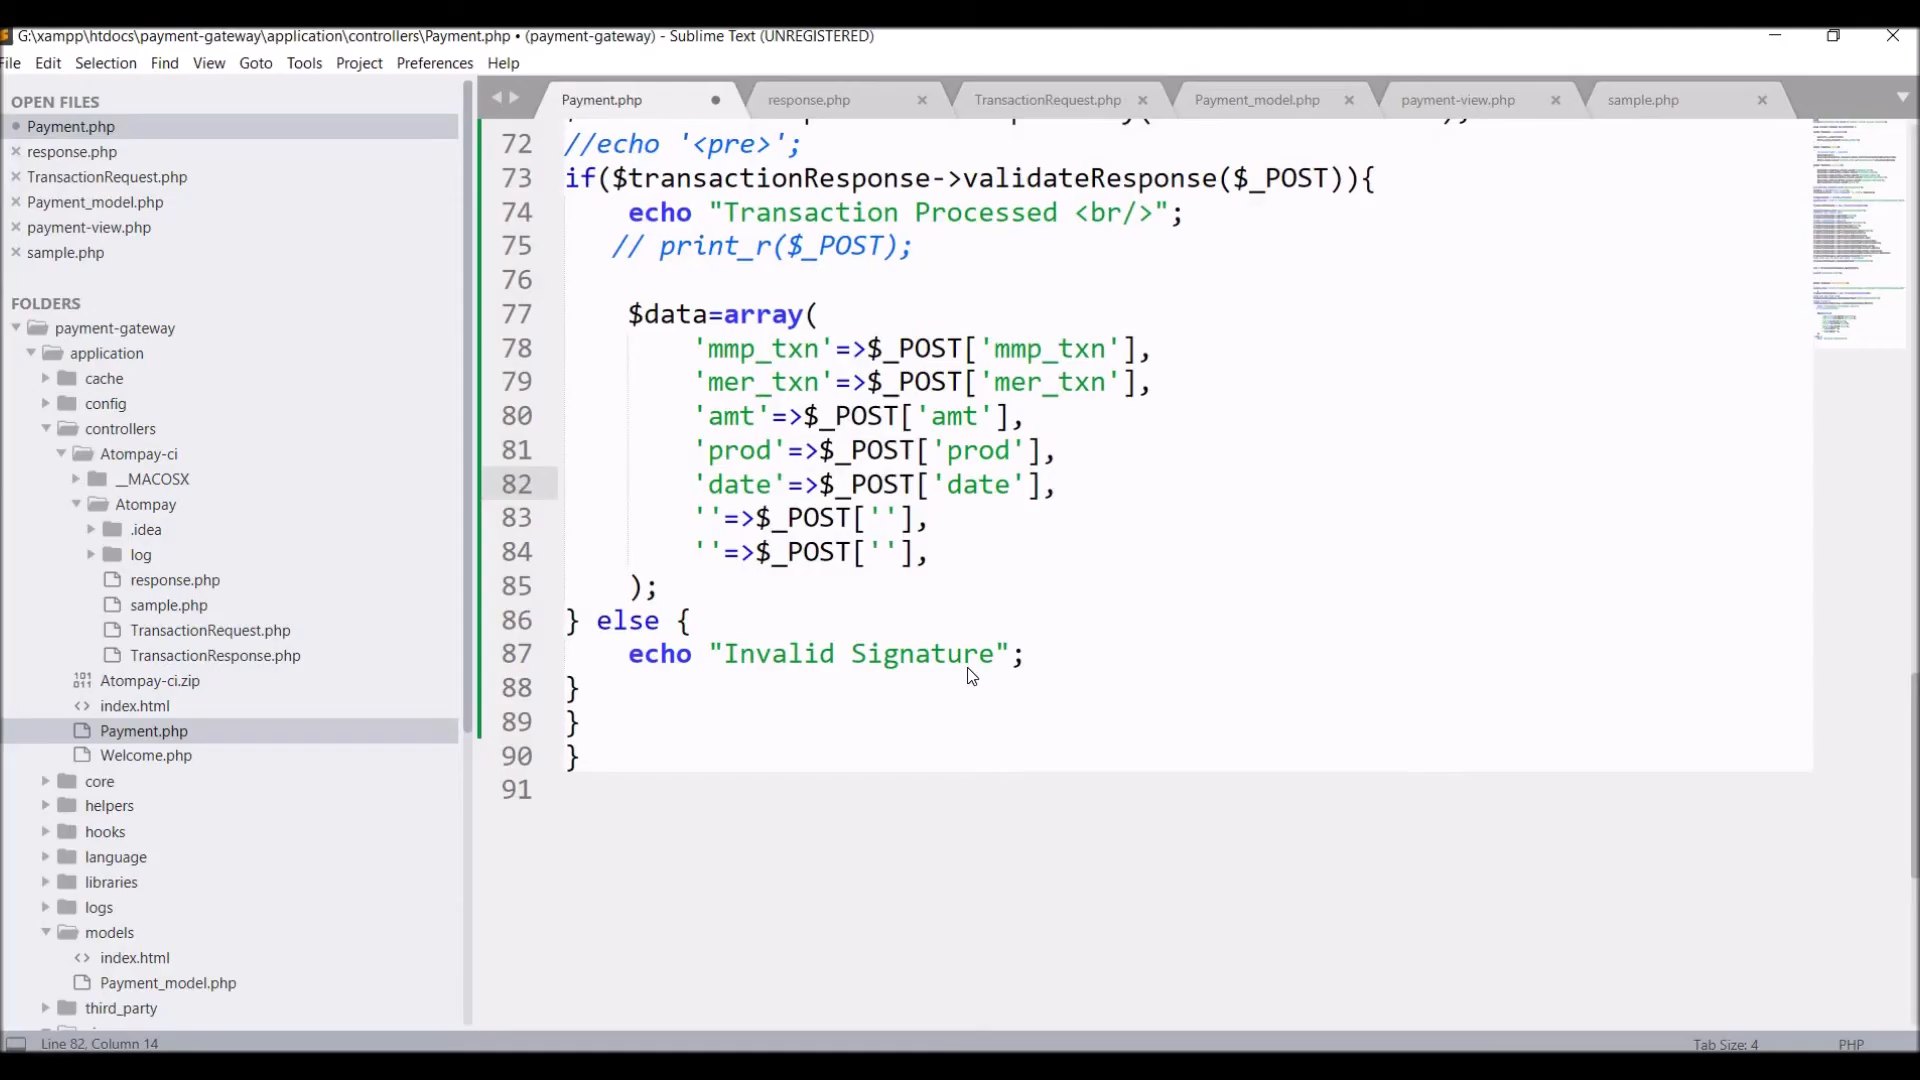 G:\xampp\htdocs\payment-gateway\application\controllers\Payment.php • (payment-gateway) - Sublime Text (UNREGISTERED)
File Edit Selection Find View Goto Tools Project Preferences Help
OPEN FILES
Payment.php
response.php
TransactionRequest.php
Payment_model.php
payment-view.php
sample.php
FOLDERS
payment-gateway
application
cache
config
controllers
Atompay-ci
__MACOSX
Atompay
.idea
log
response.php
sample.php
TransactionRequest.php
TransactionResponse.php
Atompay-ci.zip
index.html
Payment.php
Welcome.php
core
helpers
hooks
language
libraries
logs
models
index.html
Payment_model.php
third_party
Payment.php response.php TransactionRequest.php Payment_model.php payment-view.php sample.php
72 //echo '<pre>';
73 if($transactionResponse->validateResponse($_POST)){
74 echo "Transaction Processed <br/>";
75 // print_r($_POST);
76
77 $data=array(
78 'mmp_txn'=>$_POST['mmp_txn'],
79 'mer_txn'=>$_POST['mer_txn'],
80 'amt'=>$_POST['amt'],
81 'prod'=>$_POST['prod'],
82 'date'=>$_POST['date'],
83 ''=>$_POST[''],
84 ''=>$_POST[''],
85 );
86 } else {
87 echo "Invalid Signature";
88 }
89 }
90 }
91
Line 82, Column 14 Tab Size: 4 PHP